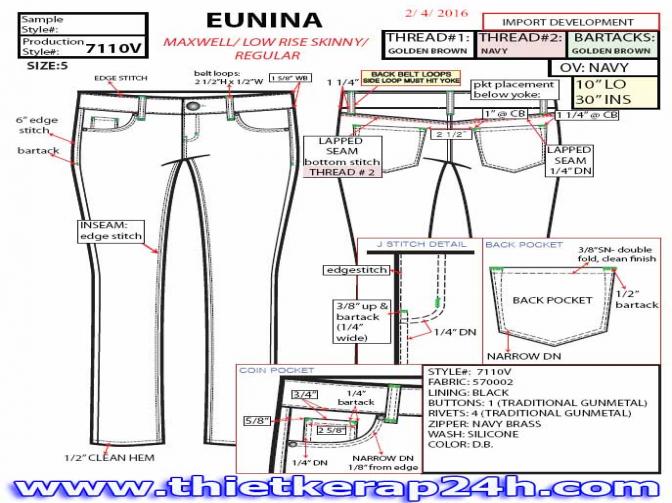 Sample
Style#:
Production
Style#: 7110V
SIZE:5
EUNINA
MAXWELL/ LOW RISE SKINNY/
REGULAR
2/ 4/ 2016
IMPORT DEVELOPMENT
THREAD#1:
GOLDEN BROWN
THREAD#2:
NAVY
BARTACKS:
GOLDEN BROWN
OV: NAVY
10" LO
30" INS
EDGE STITCH
belt loops:
2 1/2"H x 1/2"W
1 5/8" WB
6" edge
stitch
bartack
INSEAM:
edge stitch
1/2" CLEAN HEM
1 1/4"
BACK BELT LOOPS
SIDE LOOP MUST HIT YOKE
pkt placement
below yoke:
1" @ CB
1 1/4" @ CB
2 1/2"
LAPPED
SEAM
bottom stitch
THREAD # 2
LAPPED
SEAM
1/4" DN
J STITCH DETAIL
edgestitch
3/8" up &
bartack
(1/4"
wide)
1/4" DN
BACK POCKET
3/8"SN- double
fold, clean finish
BACK POCKET
1/2"
bartack
NARROW DN
COIN POCKET
3/4"
1/4"
bartack
5/8"
2 5/8"
1/4" DN
NARROW DN
1/8" from edge
STYLE#: 7110V
FABRIC: 570002
LINING: BLACK
BUTTONS: 1 (TRADITIONAL GUNMETAL)
RIVETS: 4 (TRADITIONAL GUNMETAL)
ZIPPER: NAVY BRASS
WASH: SILICONE
COLOR: D.B.
www.thietkerap24h.com